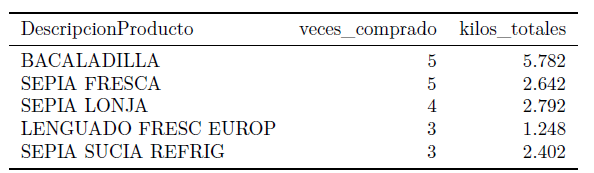 DescripcionProducto veces_comprado kilos_totales
BACALADILLA 5 5.782
SEPIA FRESCA 5 2.642
SEPIA LONJA 4 2.792
LENGUADO FRESC EUROP 3 1.248
SEPIA SUCIA REFRIG 3 2.402